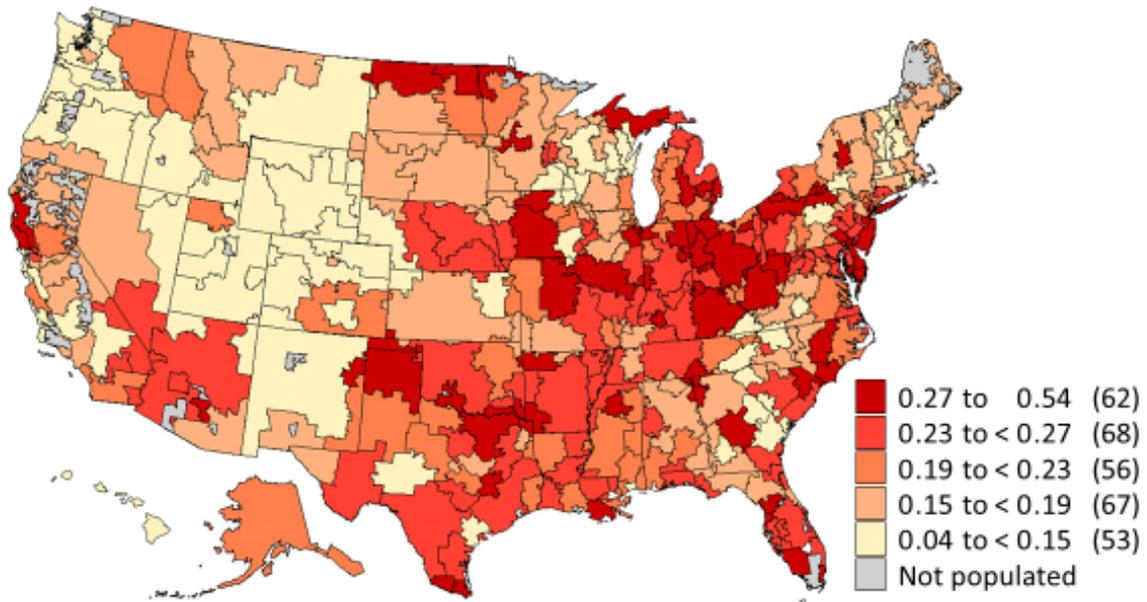 0.27 to 0.54 (62)
0.23 to < 0.27 (68)
0.19 to < 0.23 (56)
0.15 to < 0.19 (67)
0.04 to < 0.15 (53)
Not populated